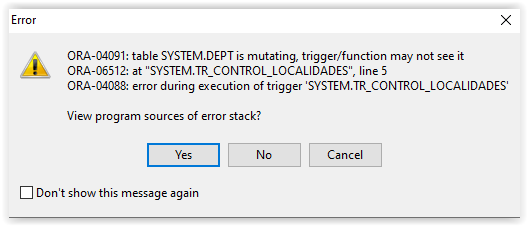 Error
ORA-04091: table SYSTEM.DEPT is mutating, trigger/function may not see it
ORA-06512: at "SYSTEM.TR_CONTROL_LOCALIDADES", line 5
ORA-04088: error during execution of trigger 'SYSTEM.TR_CONTROL_LOCALIDADES'
View program sources of error stack?
Yes No Cancel
Don't show this message again